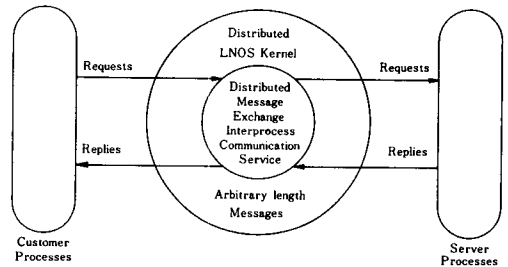 Distributed
LNOS Kernel
Requests
Requests
Distributed
Message
Exchange
Interprocess
Communication
Service
Replies
Replies
Arbitrary length
Messages
Customer
Processes
Server
Processes